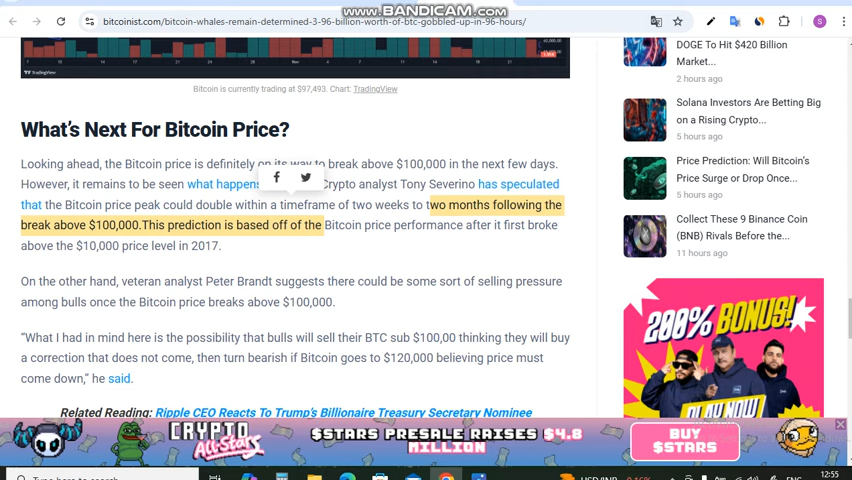 www.BANDICAM.com
bitcoinist.com/bitcoin-whales-remain-determined-3-96-billion-worth-of-btc-gobbled-up-in-96-hours/
S
TradingView
Bitcoin is currently trading at $97,493. Chart: TradingView
What's Next For Bitcoin Price?
Looking ahead, the Bitcoin price is definitely on its way to break above $100,000 in the next few days.
However, it remains to be seen what happens Crypto analyst Tony Severino has speculated
that the Bitcoin price peak could double within a timeframe of two weeks to two months following the
break above $100,000.This prediction is based off of the Bitcoin price performance after it first broke
above the $10,000 price level in 2017.
On the other hand, veteran analyst Peter Brandt suggests there could be some sort of selling pressure
among bulls once the Bitcoin price breaks above $100,000.
“What I had in mind here is the possibility that bulls will sell their BTC sub $100,00 thinking they will buy
a correction that does not come, then turn bearish if Bitcoin goes to $120,000 believing price must
come down,” he said.
Related Reading: Ripple CEO Reacts To Trump's Billionaire Treasury Secretary Nominee
DOGE To Hit $420 Billion
Market...
2 hours ago
Solana Investors Are Betting Big
on a Rising Crypto...
5 hours ago
Price Prediction: Will Bitcoin's
Price Surge or Drop Once...
5 hours ago
Collect These 9 Binance Coin
(BNB) Rivals Before the...
11 hours ago
200% BONUS!
PLAY NOW
CRYPTO
All-Stars
$STARS PRESALE RAISES $4.8
MILLION
BUY
$STARS
Type here to search
USD/RNB -0.16%
ENG
12:55